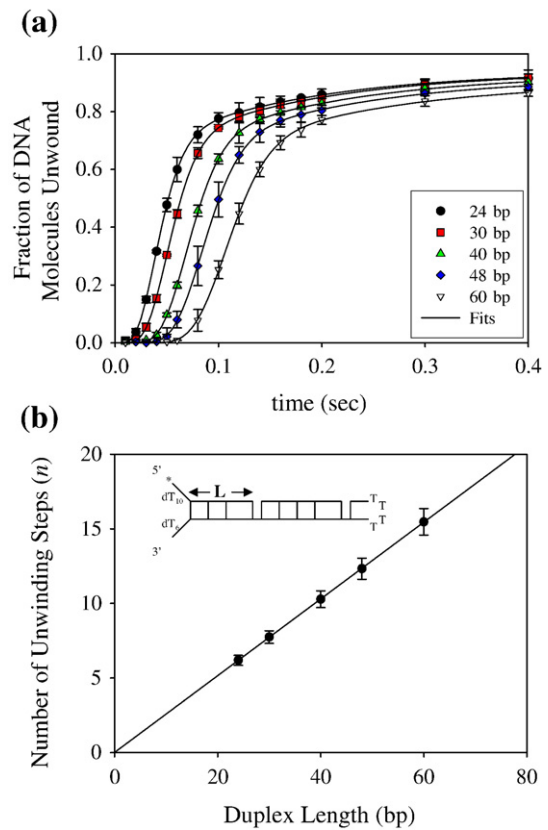 (a)
1.0
0.8
0.6
0.4
0.2
0.0
Fraction of DNA
Molecules Unwound
24 bp
30 bp
40 bp
48 bp
60 bp
Fits
0.0 0.1 0.2 0.3 0.4
time (sec)
(b)
20
15
10
5
0
Number of Unwinding Steps (n)
5'
*
dT10
L
dT6
3'
T
T
T
T
0 20 40 60 80
Duplex Length (bp)